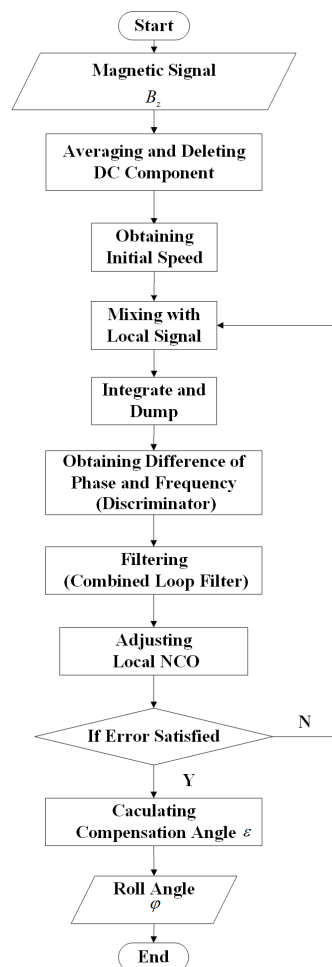 Start
Magnetic Signal
B_z
Averaging and Deleting
DC Component
Obtaining
Initial Speed
Mixing with
Local Signal
Integrate and
Dump
Obtaining Difference of
Phase and Frequency
(Discriminator)
Filtering
(Combined Loop Filter)
Adjusting
Local NCO
If Error Satisfied
N
Y
Caculating
Compensation Angle ε
Roll Angle
φ
End